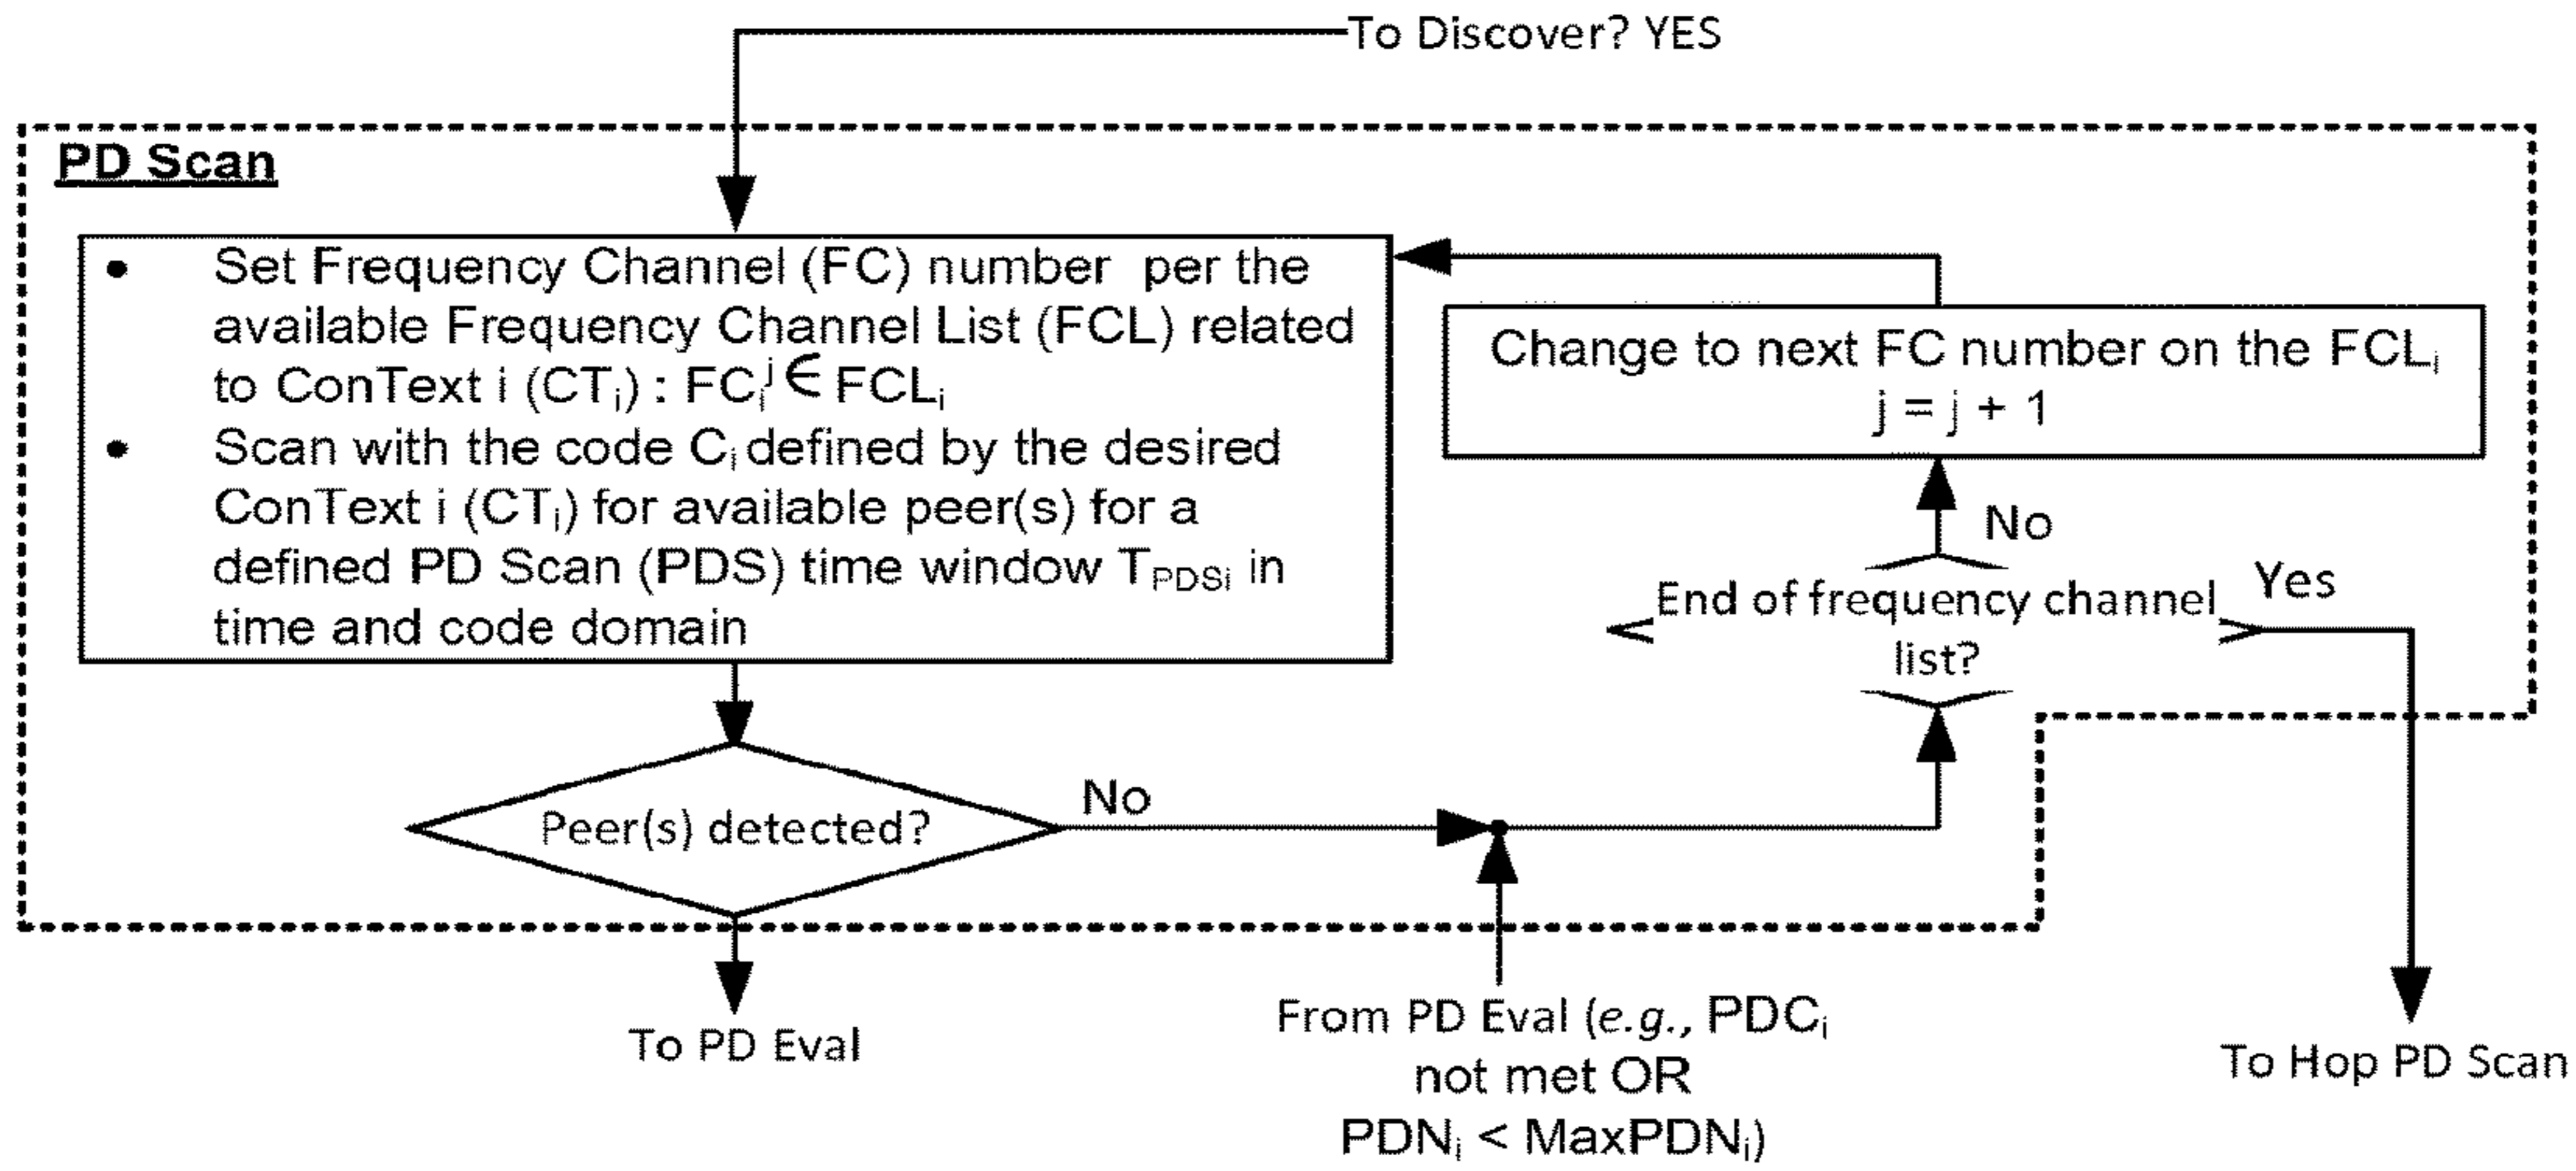 To Discover? YES
PD Scan
• Set Frequency Channel (FC) number per the
available Frequency Channel List (FCL) related
to ConText i (CTᵢ) : FCᵢʲ ∈ FCLᵢ
• Scan with the code Cᵢ defined by the desired
ConText i (CTᵢ) for available peer(s) for a
defined PD Scan (PDS) time window T_PDSi in
time and code domain
Change to next FC number on the FCLᵢ
j = j + 1
No
End of frequency channel
list?
Yes
Peer(s) detected?
No
To PD Eval
From PD Eval (e.g., PDCᵢ
not met OR
PDNᵢ < MaxPDNᵢ)
To Hop PD Scan